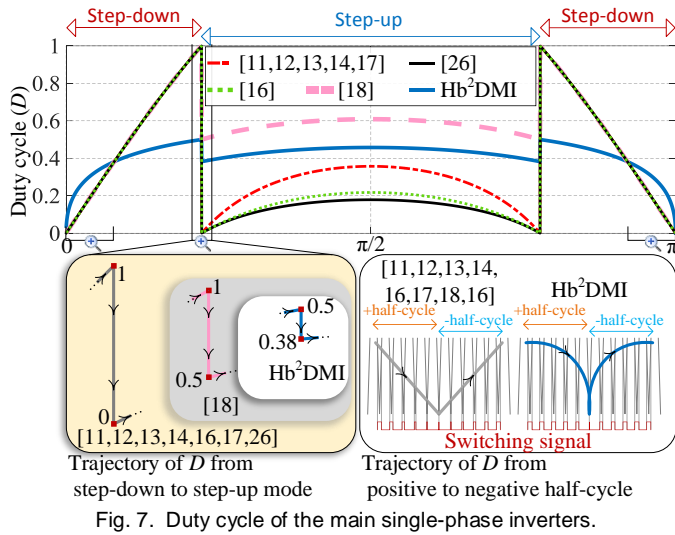 Step-down
Step-up
Step-down
Duty cycle (D)
1
0.8
0.6
0.4
0.2
0
[11,12,13,14,17]
[26]
[16]
[18]
Hb²DMI
0
π/2
π
1
0
[11,12,13,14,16,17,26]
1
0.5
[18]
0.5
0.38
Hb²DMI
Trajectory of D from
step-down to step-up mode
[11,12,13,14,
16,17,18,16]
+half-cycle
-half-cycle
Hb²DMI
+half-cycle
-half-cycle
Switching signal
Trajectory of D from
positive to negative half-cycle
Fig. 7. Duty cycle of the main single-phase inverters.